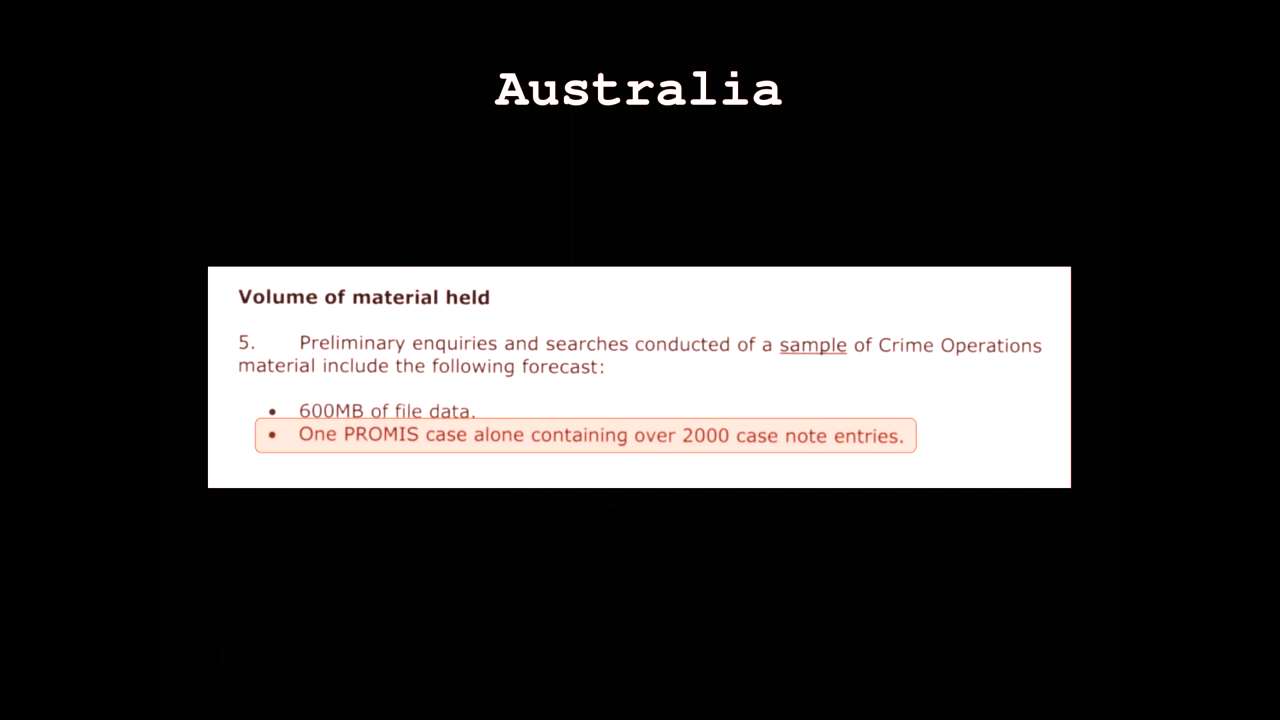 Australia
Volume of material held
5. Preliminary enquiries and searches conducted of a sample of Crime Operations
material include the following forecast:
• 600MB of file data.
• One PROMIS case alone containing over 2000 case note entries.